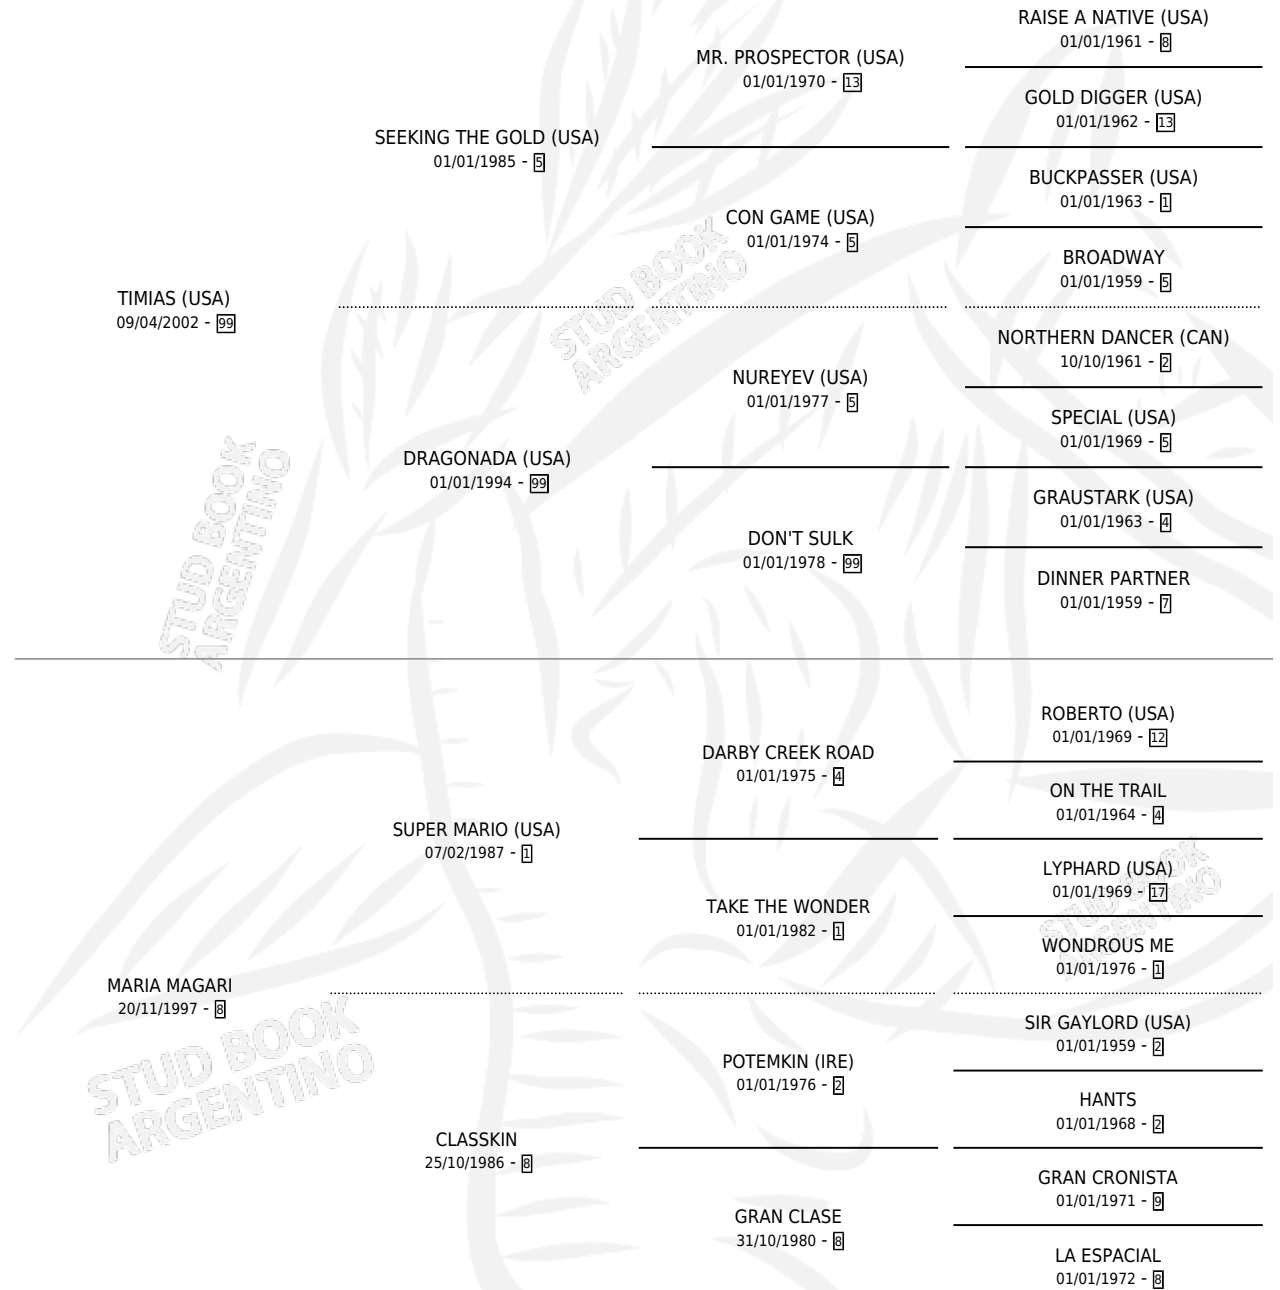 RAISE A NATIVE (USA)
01/01/1961 - 8
MR. PROSPECTOR (USA)
01/01/1970 - 13
GOLD DIGGER (USA)
01/01/1962 - 13
SEEKING THE GOLD (USA)
01/01/1985 - 5
BUCKPASSER (USA)
01/01/1963 - 1
CON GAME (USA)
01/01/1974 - 5
BROADWAY
01/01/1959 - 5
TIMIAS (USA)
09/04/2002 - 99
NORTHERN DANCER (CAN)
10/10/1961 - 2
NUREYEV (USA)
01/01/1977 - 5
SPECIAL (USA)
01/01/1969 - 5
DRAGONADA (USA)
01/01/1994 - 99
GRAUSTARK (USA)
01/01/1963 - 4
DON'T SULK
01/01/1978 - 99
DINNER PARTNER
01/01/1959 - 7
STUD BOOK
ARGENTINO
STUD BOOK
ARGENTINO
ROBERTO (USA)
01/01/1969 - 12
DARBY CREEK ROAD
01/01/1975 - 4
ON THE TRAIL
01/01/1964 - 4
SUPER MARIO (USA)
07/02/1987 - 1
LYPHARD (USA)
01/01/1969 - 17
TAKE THE WONDER
01/01/1982 - 1
WONDROUS ME
01/01/1976 - 1
MARIA MAGARI
20/11/1997 - 8
SIR GAYLORD (USA)
01/01/1959 - 2
POTEMKIN (IRE)
01/01/1976 - 2
HANTS
01/01/1968 - 2
CLASSKIN
25/10/1986 - 8
GRAN CRONISTA
01/01/1971 - 9
GRAN CLASE
31/10/1980 - 8
LA ESPACIAL
01/01/1972 - 8
STUD BOOK
ARGENTINO
STUD BOOK
ARGENTINO